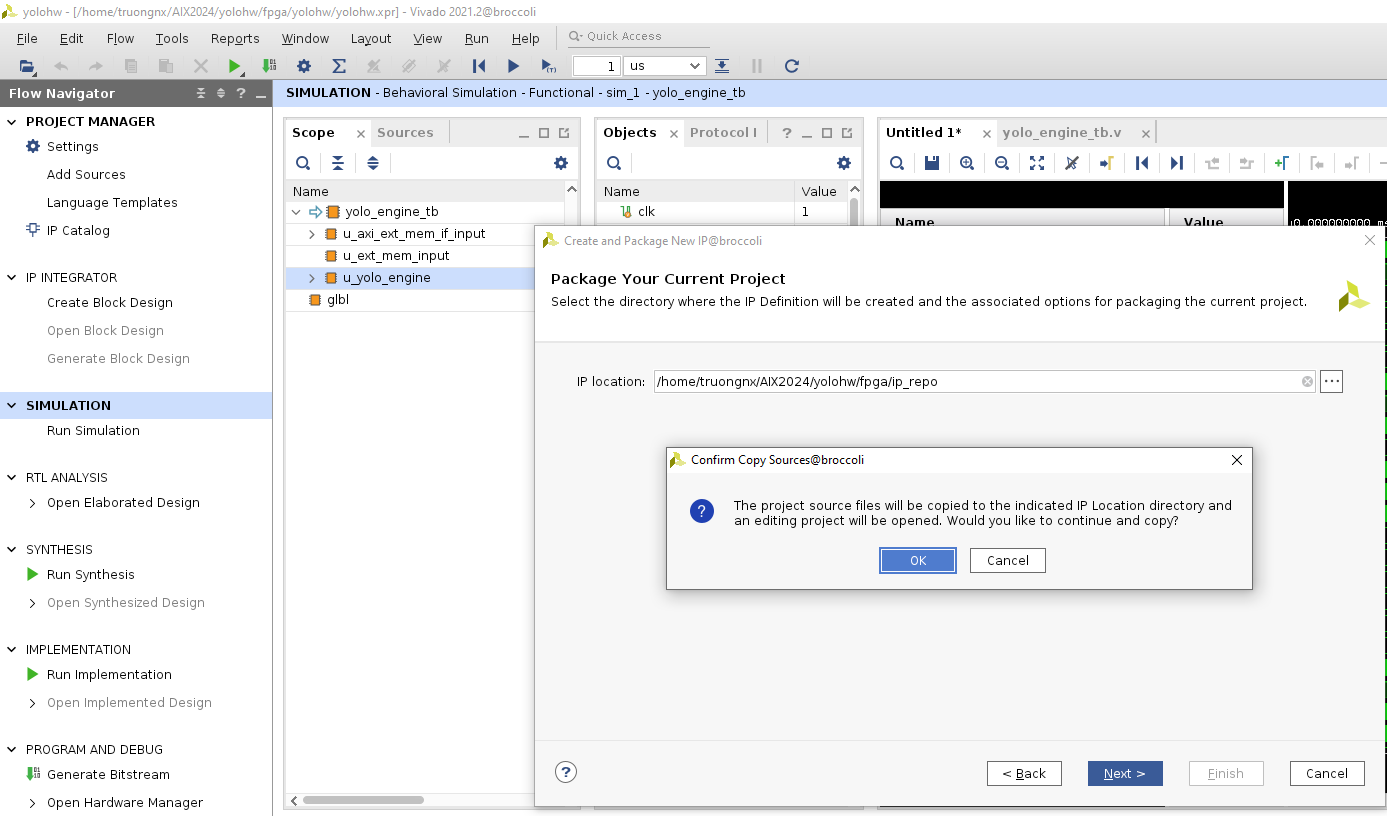 yolohw - [/home/truongnx/AIX2024/yolohw/fpga/yolohw/yolohw.xpr] - Vivado 2021.2@broccoli
File Edit Flow Tools Reports Window Layout View Run Help Quick Access
1 us
Flow Navigator
SIMULATION - Behavioral Simulation - Functional - sim_1 - yolo_engine_tb
PROJECT MANAGER
Settings
Add Sources
Language Templates
IP Catalog
IP INTEGRATOR
Create Block Design
Open Block Design
Generate Block Design
SIMULATION
Run Simulation
RTL ANALYSIS
Open Elaborated Design
SYNTHESIS
Run Synthesis
Open Synthesized Design
IMPLEMENTATION
Run Implementation
Open Implemented Design
PROGRAM AND DEBUG
Generate Bitstream
Open Hardware Manager
Scope Sources
Name
yolo_engine_tb
u_axi_ext_mem_if_input
u_ext_mem_input
u_yolo_engine
glbl
Objects Protocol I
Name Value
clk 1
Untitled 1* yolo_engine_tb.v
Name Value
0.000000000 ms
Create and Package New IP@broccoli
Package Your Current Project
Select the directory where the IP Definition will be created and the associated options for packaging the current project.
IP location: /home/truongnx/AIX2024/yolohw/fpga/ip_repo
Confirm Copy Sources@broccoli
The project source files will be copied to the indicated IP Location directory and
an editing project will be opened. Would you like to continue and copy?
OK Cancel
< Back Next > Finish Cancel